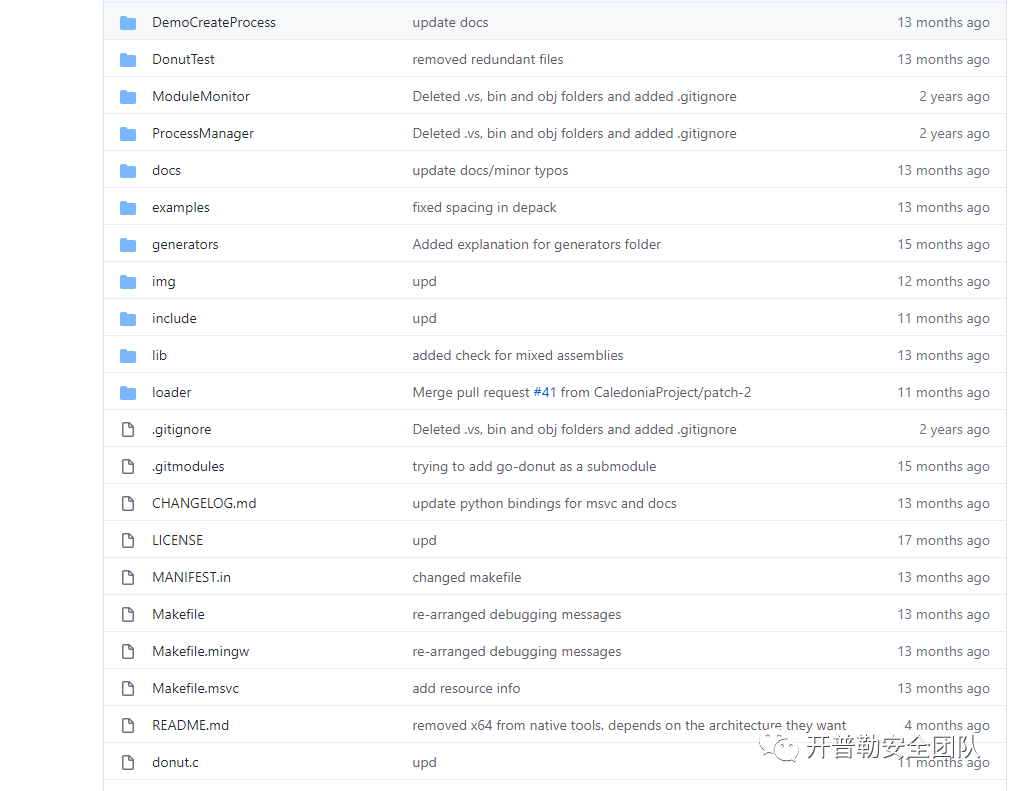 DemoCreateProcess update docs 13 months ago
DonutTest removed redundant files 13 months ago
ModuleMonitor Deleted .vs, bin and obj folders and added .gitignore 2 years ago
ProcessManager Deleted .vs, bin and obj folders and added .gitignore 2 years ago
docs update docs/minor typos 13 months ago
examples fixed spacing in depack 13 months ago
generators Added explanation for generators folder 15 months ago
img upd 12 months ago
include upd 11 months ago
lib added check for mixed assemblies 13 months ago
loader Merge pull request #41 from CaledoniaProject/patch-2 11 months ago
.gitignore Deleted .vs, bin and obj folders and added .gitignore 2 years ago
.gitmodules trying to add go-donut as a submodule 15 months ago
CHANGELOG.md update python bindings for msvc and docs 13 months ago
LICENSE upd 17 months ago
MANIFEST.in changed makefile 13 months ago
Makefile re-arranged debugging messages 13 months ago
Makefile.mingw re-arranged debugging messages 13 months ago
Makefile.msvc add resource info 13 months ago
README.md removed x64 from native tools. depends on the architecture they want 4 months ago
开普勒安全团队
donut.c upd 11 months ago